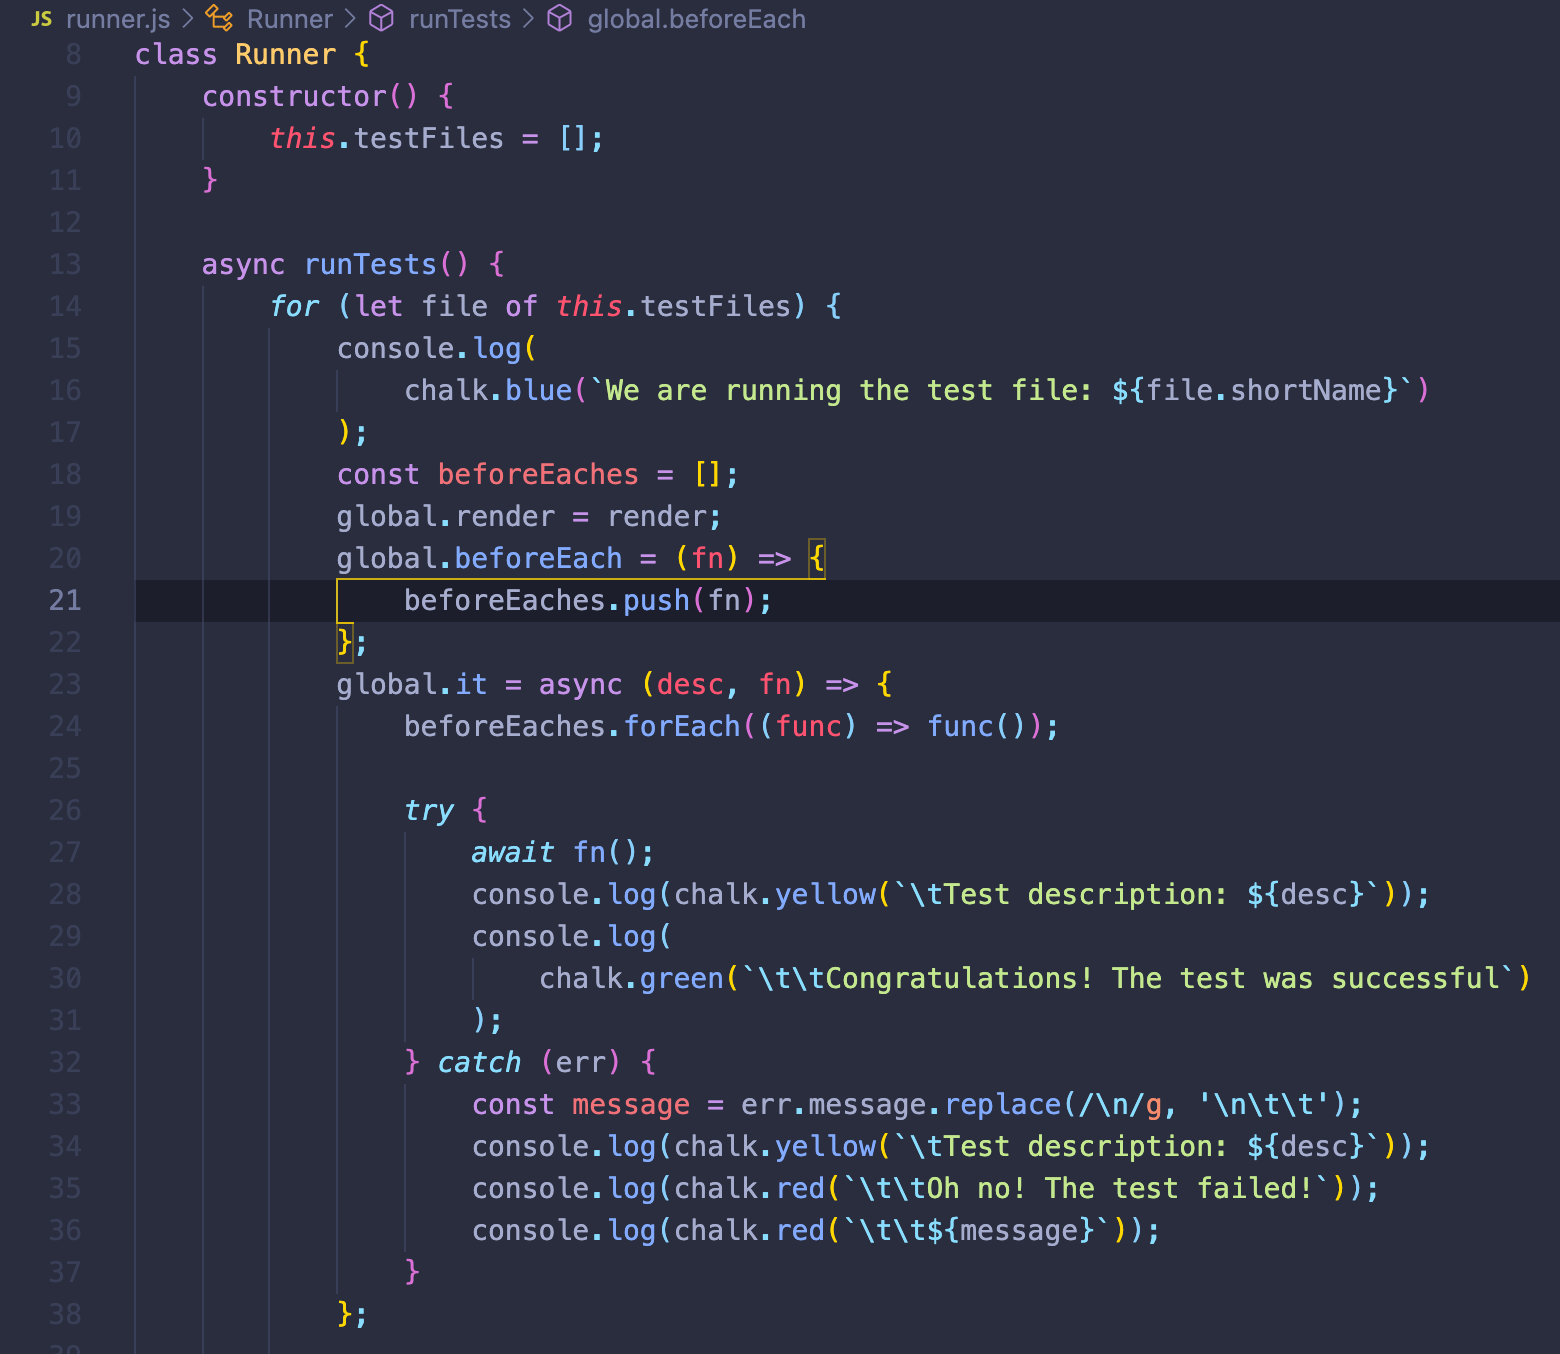 JS runner.js > Runner > runTests > global.beforeEach
8 class Runner {
9     constructor() {
10         this.testFiles = [];
11     }
12
13     async runTests() {
14         for (let file of this.testFiles) {
15             console.log(
16                 chalk.blue(`We are running the test file: ${file.shortName}`)
17             );
18             const beforeEaches = [];
19             global.render = render;
20             global.beforeEach = (fn) => {
21                 beforeEaches.push(fn);
22             };
23             global.it = async (desc, fn) => {
24                 beforeEaches.forEach((func) => func());
25
26                 try {
27                     await fn();
28                     console.log(chalk.yellow(`\tTest description: ${desc}`));
29                     console.log(
30                         chalk.green(`\t\tCongratulations! The test was successful`)
31                     );
32                 } catch (err) {
33                     const message = err.message.replace(/\n/g, '\n\t\t');
34                     console.log(chalk.yellow(`\tTest description: ${desc}`));
35                     console.log(chalk.red(`\t\tOh no! The test failed!`));
36                     console.log(chalk.red(`\t\t${message}`));
37                 }
38             };
39